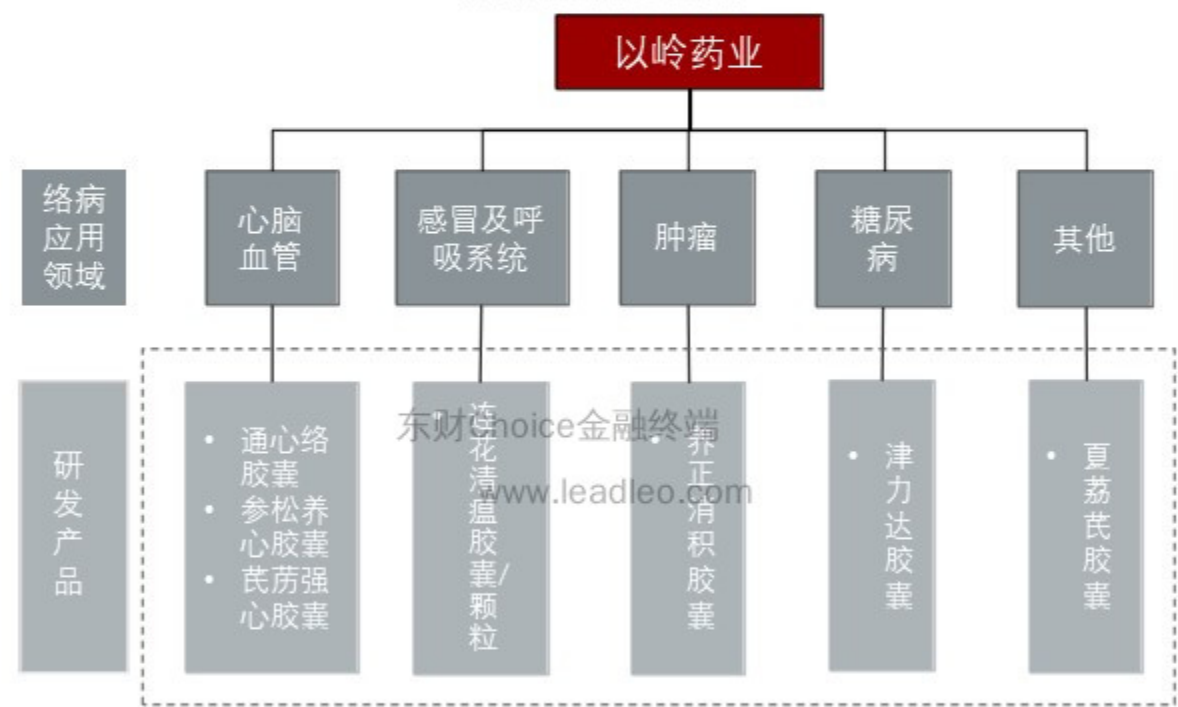 以岭药业
络病
应用
领域
心脑
血管
感冒及呼
吸系统
肿瘤
糖尿
病
其他
研
发
产
品
• 通心络
胶囊
• 参松养
心胶囊
• 芪苈强
心胶囊
• 连
花
清
瘟
胶
囊/
颗
粒
• 养
正
消
积
胶
囊
• 津
力
达
胶
囊
• 夏
荔
芪
胶
囊
东财Choice金融终端
www.leadleo.com